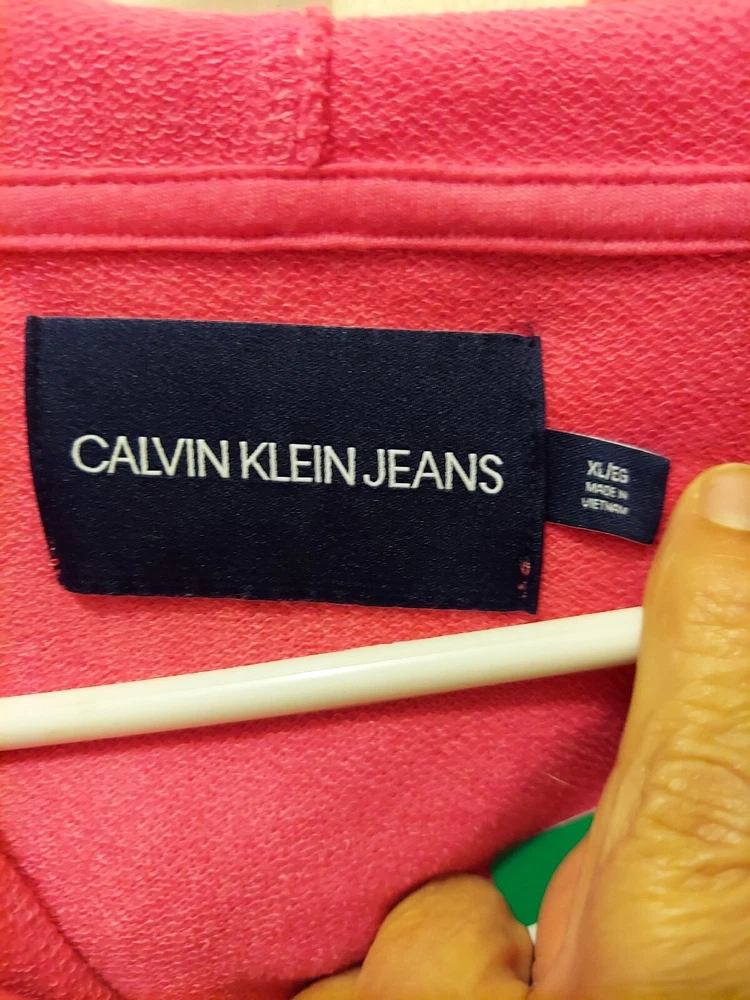 CALVIN KLEIN JEANS
XL/EG
MADE IN
VIETNAM